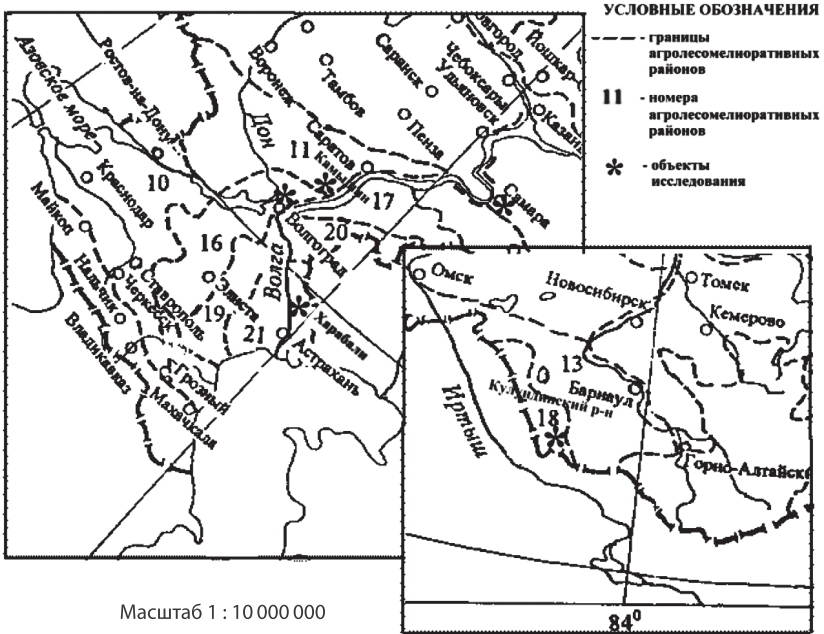 УСЛОВНЫЕ ОБОЗНАЧЕНИЯ
- границы
агролесомелиоративных
районов
11 - номера
агролесомелиоративных
районов
- объекты
исследования
Азовское море
Ростов-на-Дону
Воронеж
Тамбов
Саранск
Чебоксары
Ульяновск
Йошкар-
Казань
Пенза
Дон
Саратов
Камышин
Самара
11
17
20
10
16
Краснодар
Майкоп
Волгоград
Волга
Элиста
Ставрополь
Черкесск
Нальчик
19
21
Харабали
Астрахань
Владикавказ
Грозный
Махачкала
Омск
Новосибирск
Томск
Кемерово
13
Барнаул
Кулундинский р-н
18
Иртыш
Горно-Алтайск
84⁰
Масштаб 1 : 10 000 000